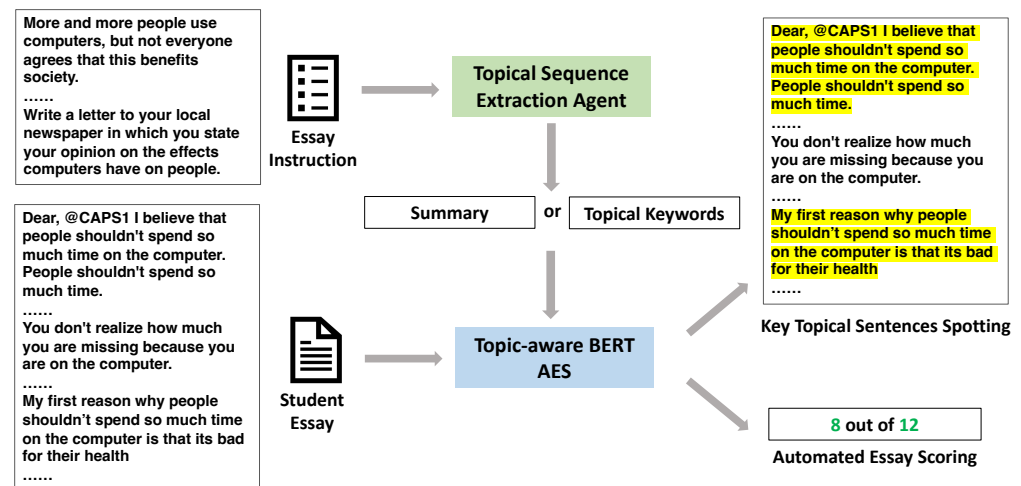 More and more people use
computers, but not everyone
agrees that this benefits
society.
......
Write a letter to your local
newspaper in which you state
your opinion on the effects
computers have on people.
Essay
Instruction
Topical Sequence
Extraction Agent
Summary
or
Topical Keywords
Dear, @CAPS1 I believe that
people shouldn't spend so
much time on the computer.
People shouldn't spend so
much time.
......
You don't realize how much
you are missing because you
are on the computer.
......
My first reason why people
shouldn’t spend so much time
on the computer is that its bad
for their health
......
Student
Essay
Topic-aware BERT
AES
Dear, @CAPS1 I believe that
people shouldn't spend so
much time on the computer.
People shouldn't spend so
much time.
......
You don't realize how much
you are missing because you
are on the computer.
......
My first reason why people
shouldn’t spend so much time
on the computer is that its bad
for their health
......
Key Topical Sentences Spotting
8 out of 12
Automated Essay Scoring